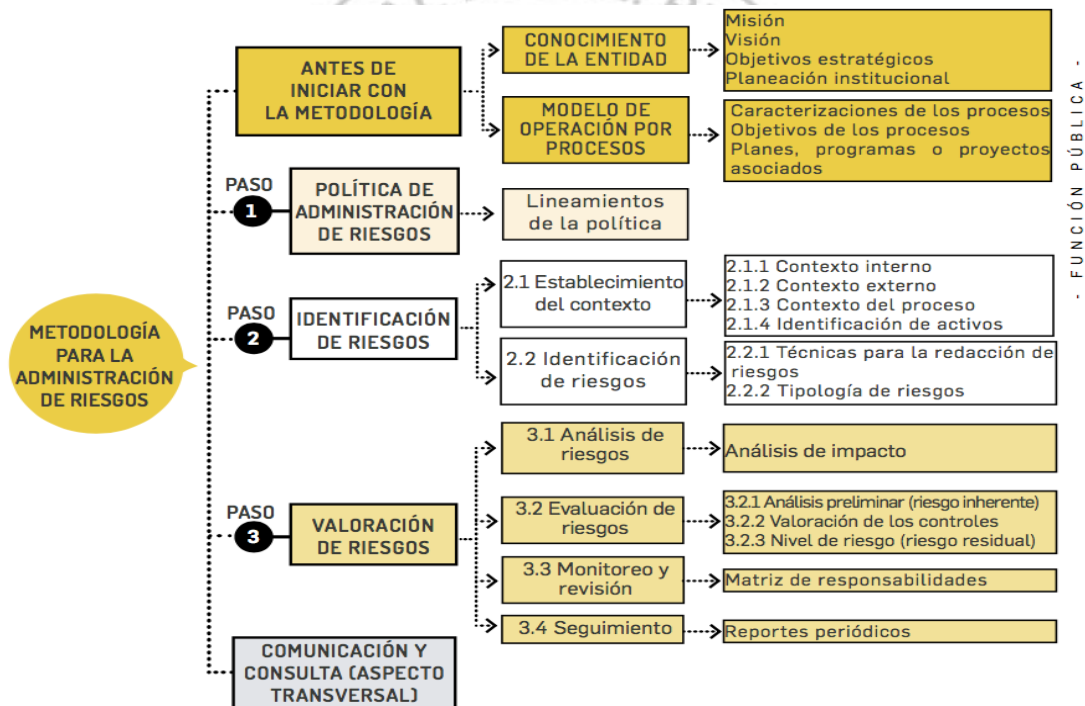 METODOLOGÍA
PARA LA
ADMINISTRACIÓN
DE RIESGOS
ANTES DE
INICIAR CON
LA METODOLOGÍA
CONOCIMIENTO
DE LA ENTIDAD
Misión
Visión
Objetivos estratégicos
Planeación institucional
MODELO DE
OPERACIÓN POR
PROCESOS
Caracterizaciones de los procesos
Objetivos de los procesos
Planes, programas o proyectos
asociados
PASO
1
POLÍTICA DE
ADMINISTRACIÓN
DE RIESGOS
Lineamientos
de la política
PASO
2
IDENTIFICACIÓN
DE RIESGOS
2.1 Establecimiento
del contexto
2.1.1 Contexto interno
2.1.2 Contexto externo
2.1.3 Contexto del proceso
2.1.4 Identificación de activos
2.2 Identificación
de riesgos
2.2.1 Técnicas para la redacción de
riesgos
2.2.2 Tipología de riesgos
PASO
3
VALORACIÓN
DE RIESGOS
3.1 Análisis de
riesgos
Análisis de impacto
3.2 Evaluación de
riesgos
3.2.1 Análisis preliminar (riesgo inherente)
3.2.2 Valoración de los controles
3.2.3 Nivel de riesgo (riesgo residual)
3.3 Monitoreo y
revisión
Matriz de responsabilidades
3.4 Seguimiento
Reportes periódicos
COMUNICACIÓN Y
CONSULTA (ASPECTO
TRANSVERSAL)
- FUNCIÓN PÚBLICA -